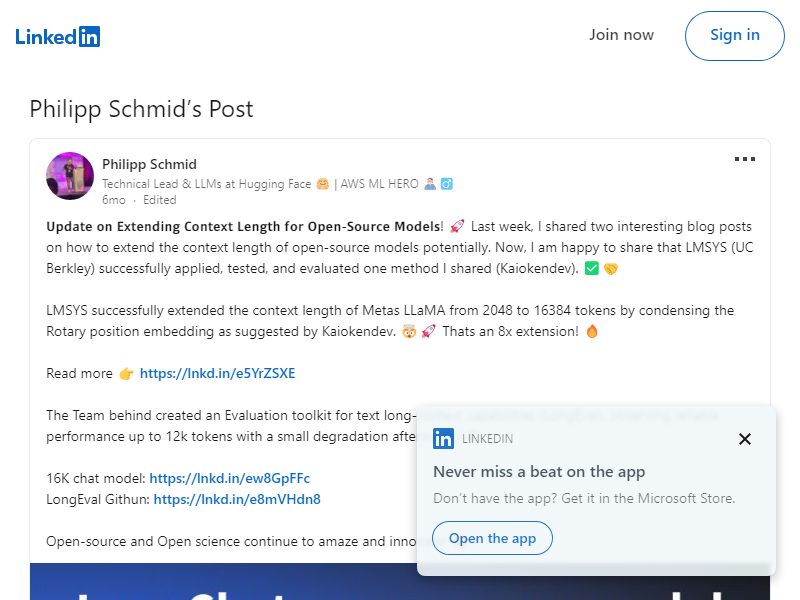 LinkedIn
Join now
Sign in
Philipp Schmid's Post
Philipp Schmid
Technical Lead & LLMs at Hugging Face 🤗 | AWS ML HERO 🦸🏻‍♂️
6mo · Edited
Update on Extending Context Length for Open-Source Models! 🚀 Last week, I shared two interesting blog posts
on how to extend the context length of open-source models potentially. Now, I am happy to share that LMSYS (UC
Berkley) successfully applied, tested, and evaluated one method I shared (Kaiokendev). ✅ 🤝
LMSYS successfully extended the context length of Metas LLaMA from 2048 to 16384 tokens by condensing the
Rotary position embedding as suggested by Kaiokendev. 🤯 🚀 Thats an 8x extension! 🔥
Read more 👉 https://lnkd.in/e5YrZSXE
The Team behind created an Evaluation toolkit for text long-
performance up to 12k tokens with a small degradation afte
16K chat model: https://lnkd.in/ew8GpFFc
LongEval Githun: https://lnkd.in/e8mVHdn8
Open-source and Open science continue to amaze and inno
LINKEDIN
Never miss a beat on the app
Don't have the app? Get it in the Microsoft Store.
Open the app